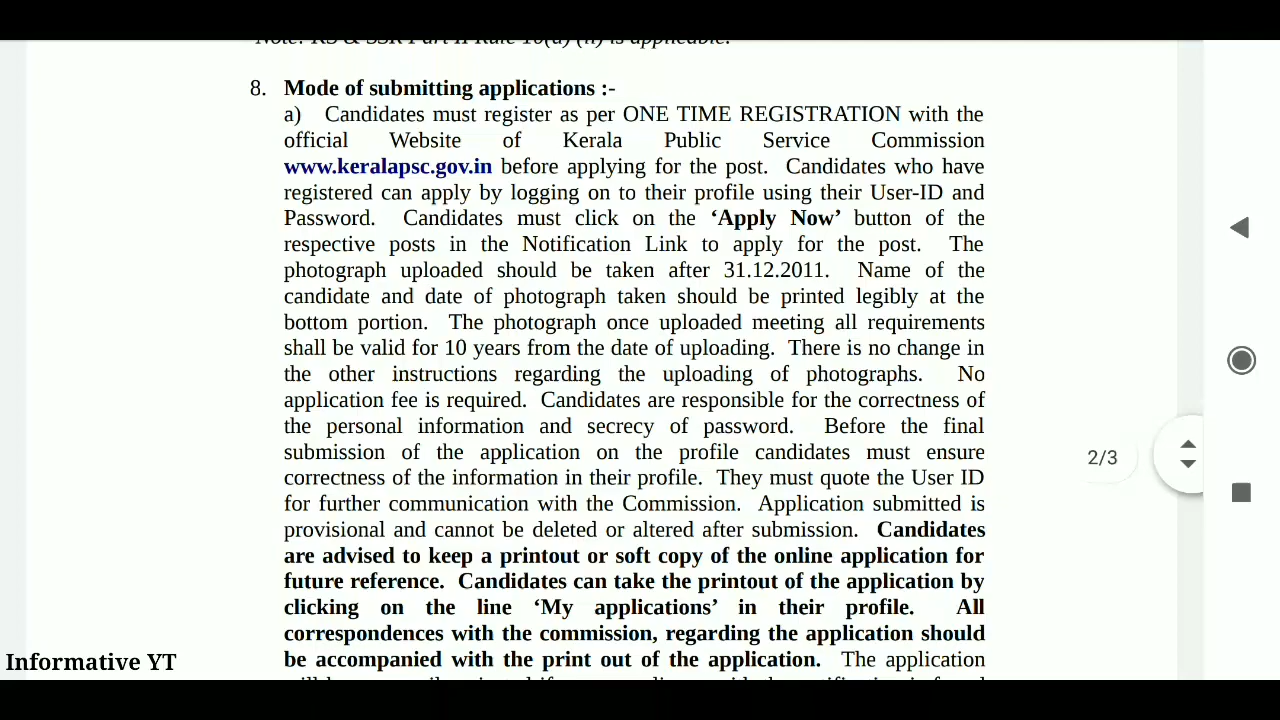 Note: KS & SSR Part II Rule 10(a) (ii) is applicable.
8. Mode of submitting applications :-
a) Candidates must register as per ONE TIME REGISTRATION with the
official Website of Kerala Public Service Commission
www.keralapsc.gov.in before applying for the post. Candidates who have
registered can apply by logging on to their profile using their User-ID and
Password. Candidates must click on the ‘Apply Now’ button of the
respective posts in the Notification Link to apply for the post. The
photograph uploaded should be taken after 31.12.2011. Name of the
candidate and date of photograph taken should be printed legibly at the
bottom portion. The photograph once uploaded meeting all requirements
shall be valid for 10 years from the date of uploading. There is no change in
the other instructions regarding the uploading of photographs. No
application fee is required. Candidates are responsible for the correctness of
the personal information and secrecy of password. Before the final
submission of the application on the profile candidates must ensure
correctness of the information in their profile. They must quote the User ID
for further communication with the Commission. Application submitted is
provisional and cannot be deleted or altered after submission. Candidates
are advised to keep a printout or soft copy of the online application for
future reference. Candidates can take the printout of the application by
clicking on the line ‘My applications’ in their profile. All
correspondences with the commission, regarding the application should
be accompanied with the print out of the application. The application
2/3
Informative YT